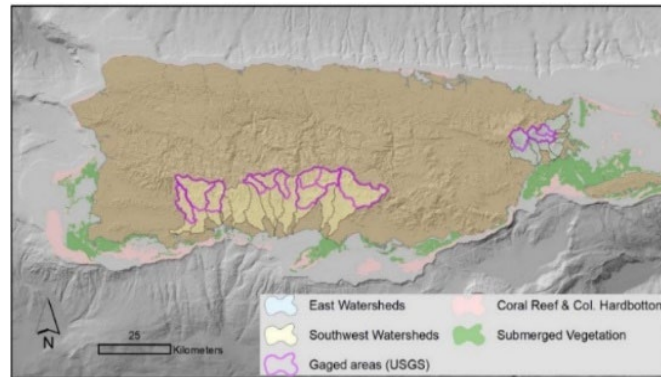 East Watersheds
Southwest Watersheds
Gaged areas (USGS)
Coral Reef & Col. Hardbottom
Submerged Vegetation
N
25
Kilometers